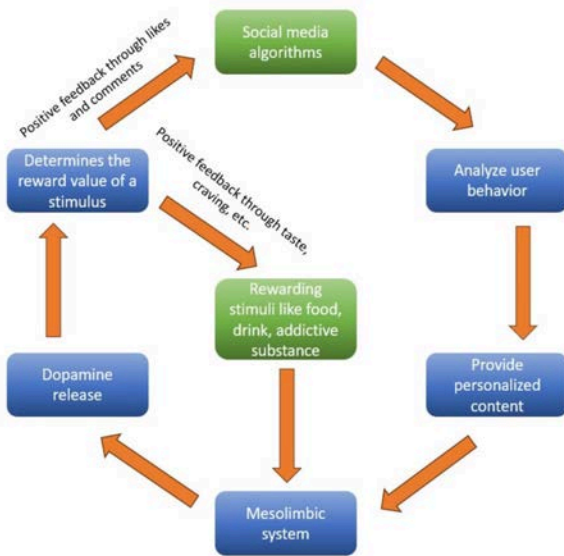 Social media
algorithms
Positive feedback through likes
and comments
Determines the
reward value of a
stimulus
Positive feedback through taste,
craving, etc.
Analyze user
behavior
Rewarding
stimuli like food,
drink, addictive
substance
Dopamine
release
Provide
personalized
content
Mesolimbic
system